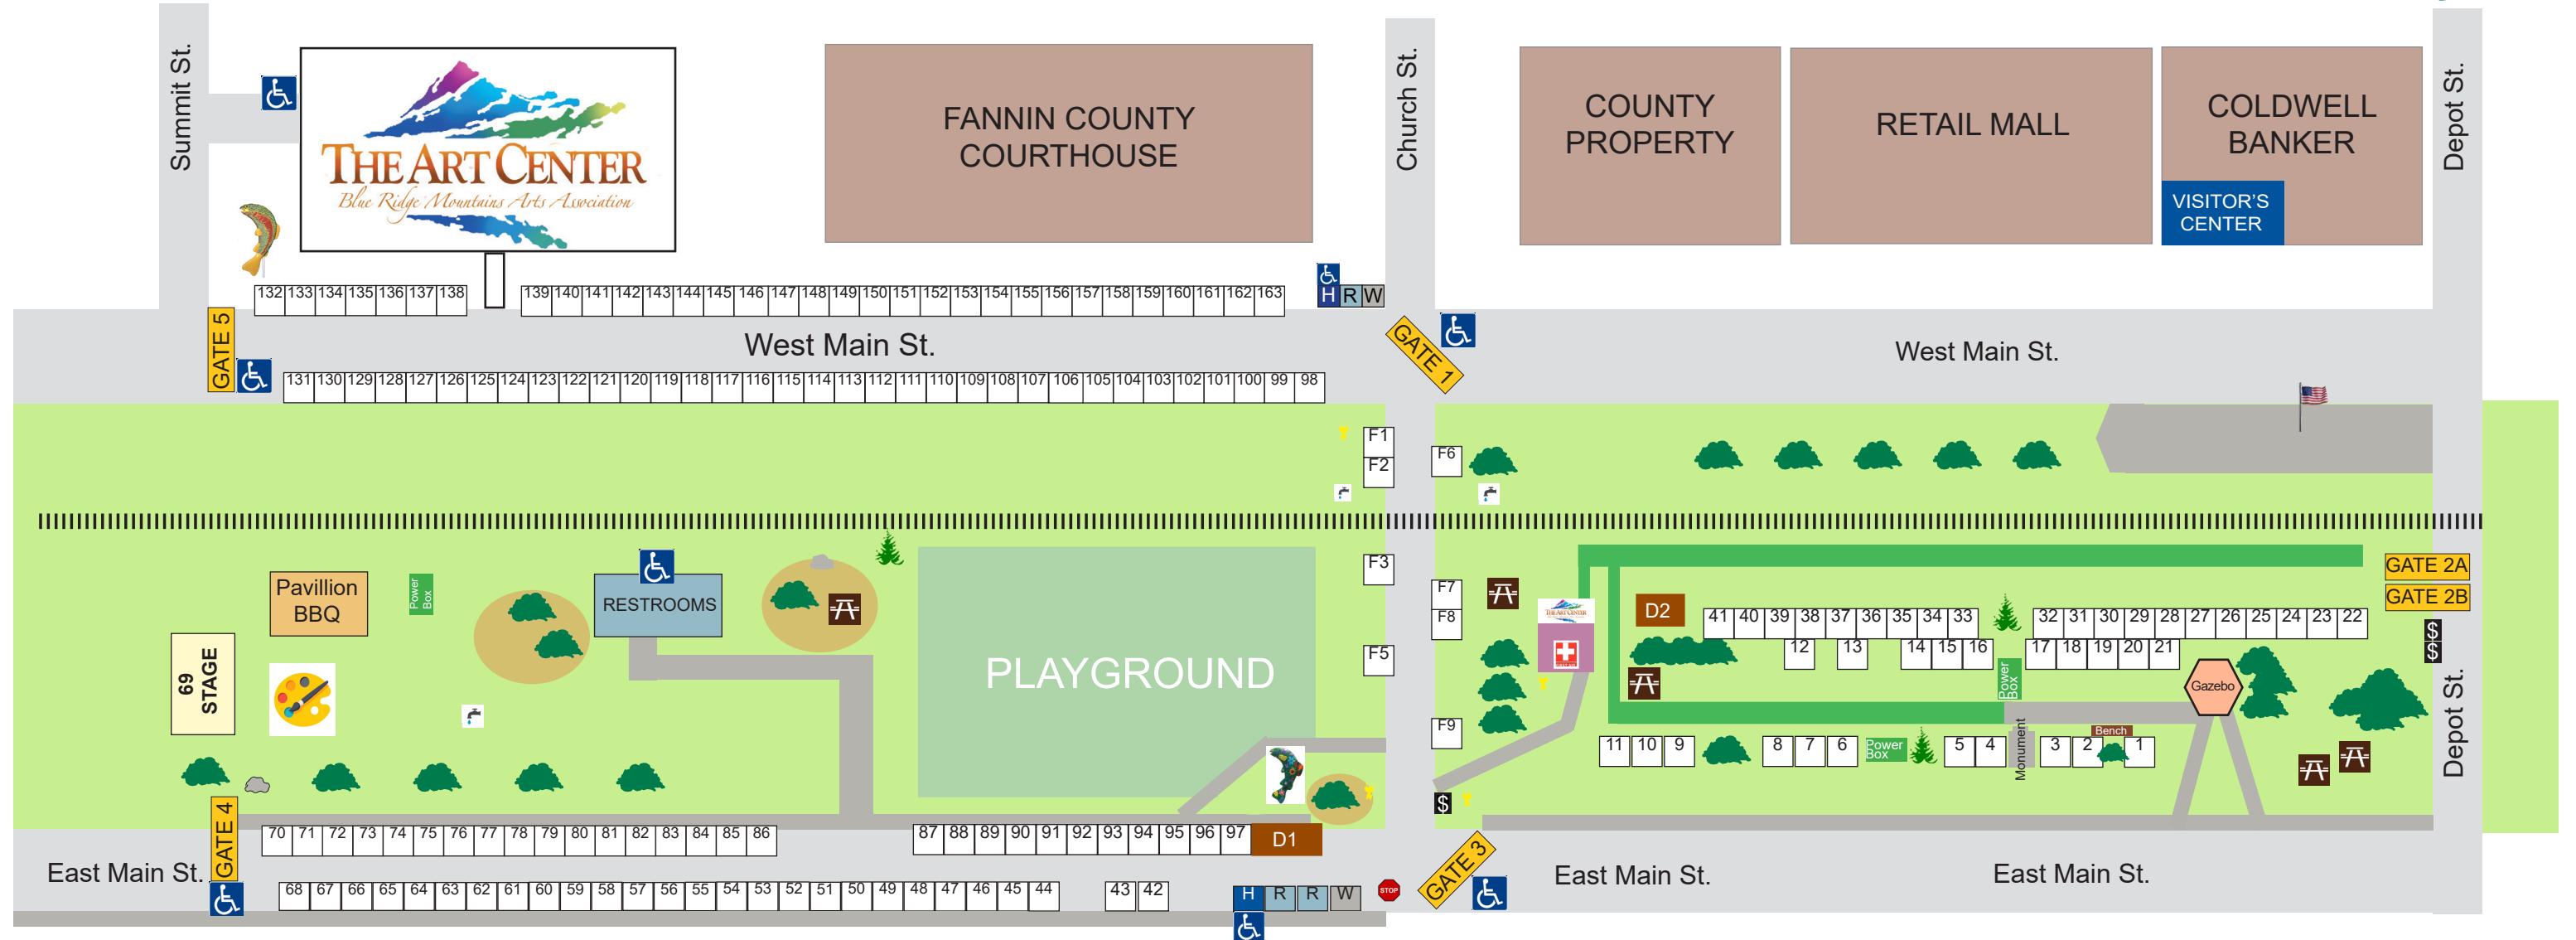 Summit St.
THE ART CENTER
Blue Ridge Mountains Arts Association
FANNIN COUNTY
COURTHOUSE
Church St.
COUNTY
PROPERTY
RETAIL MALL
COLDWELL
BANKER
VISITOR'S
CENTER
Depot St.
132 133 134 135 136 137 138
139 140 141 142 143 144 145 146 147 148 149 150 151 152 153 154 155 156 157 158 159 160 161 162 163
H R W
GATE 5
West Main St.
GATE 1
West Main St.
131 130 129 128 127 126 125 124 123 122 121 120 119 118 117 116 115 114 113 112 111 110 109 108 107 106 105 104 103 102 101 100 99 98
F1
F2
F6
Pavillion
BBQ
Power
Box
RESTROOMS
69
STAGE
PLAYGROUND
F3
F5
F7
F8
F9
THE ART CENTER
D2
41 40 39 38 37 36 35 34 33
32 31 30 29 28 27 26 25 24 23 22
12 13 14 15 16
17 18 19 20 21
Power
Box
Gazebo
GATE 2A
GATE 2B
$
$
Depot St.
11 10 9
8 7 6
Power
Box
5 4
Monument
Bench
3 2 1
$
GATE 4
70 71 72 73 74 75 76 77 78 79 80 81 82 83 84 85 86
87 88 89 90 91 92 93 94 95 96 97
D1
GATE 3
East Main St.
East Main St.
East Main St.
68 67 66 65 64 63 62 61 60 59 58 57 56 55 54 53 52 51 50 49 48 47 46 45 44
43 42
H R R W
STOP